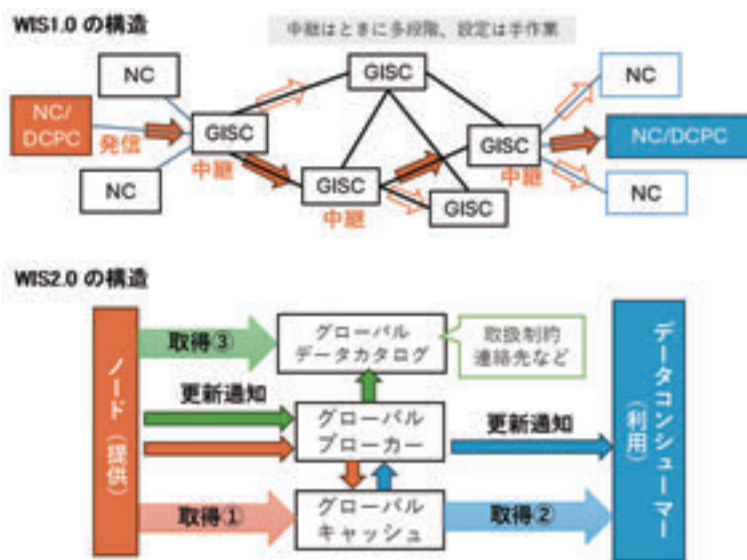 WIS1.0 の構造
中継はときに多段階、設定は手作業
NC
GISC
NC
NC/
DCPC
発信
GISC
GISC
NC/DCPC
中継
GISC
中継
NC
中継
GISC
NC
WIS2.0 の構造
ノード（提供）
取得③
グローバル
データカタログ
取扱制約
連絡先など
更新通知
グローバル
ブローカー
更新通知
取得①
グローバル
キャッシュ
取得②
データコンシューマー
（利用）